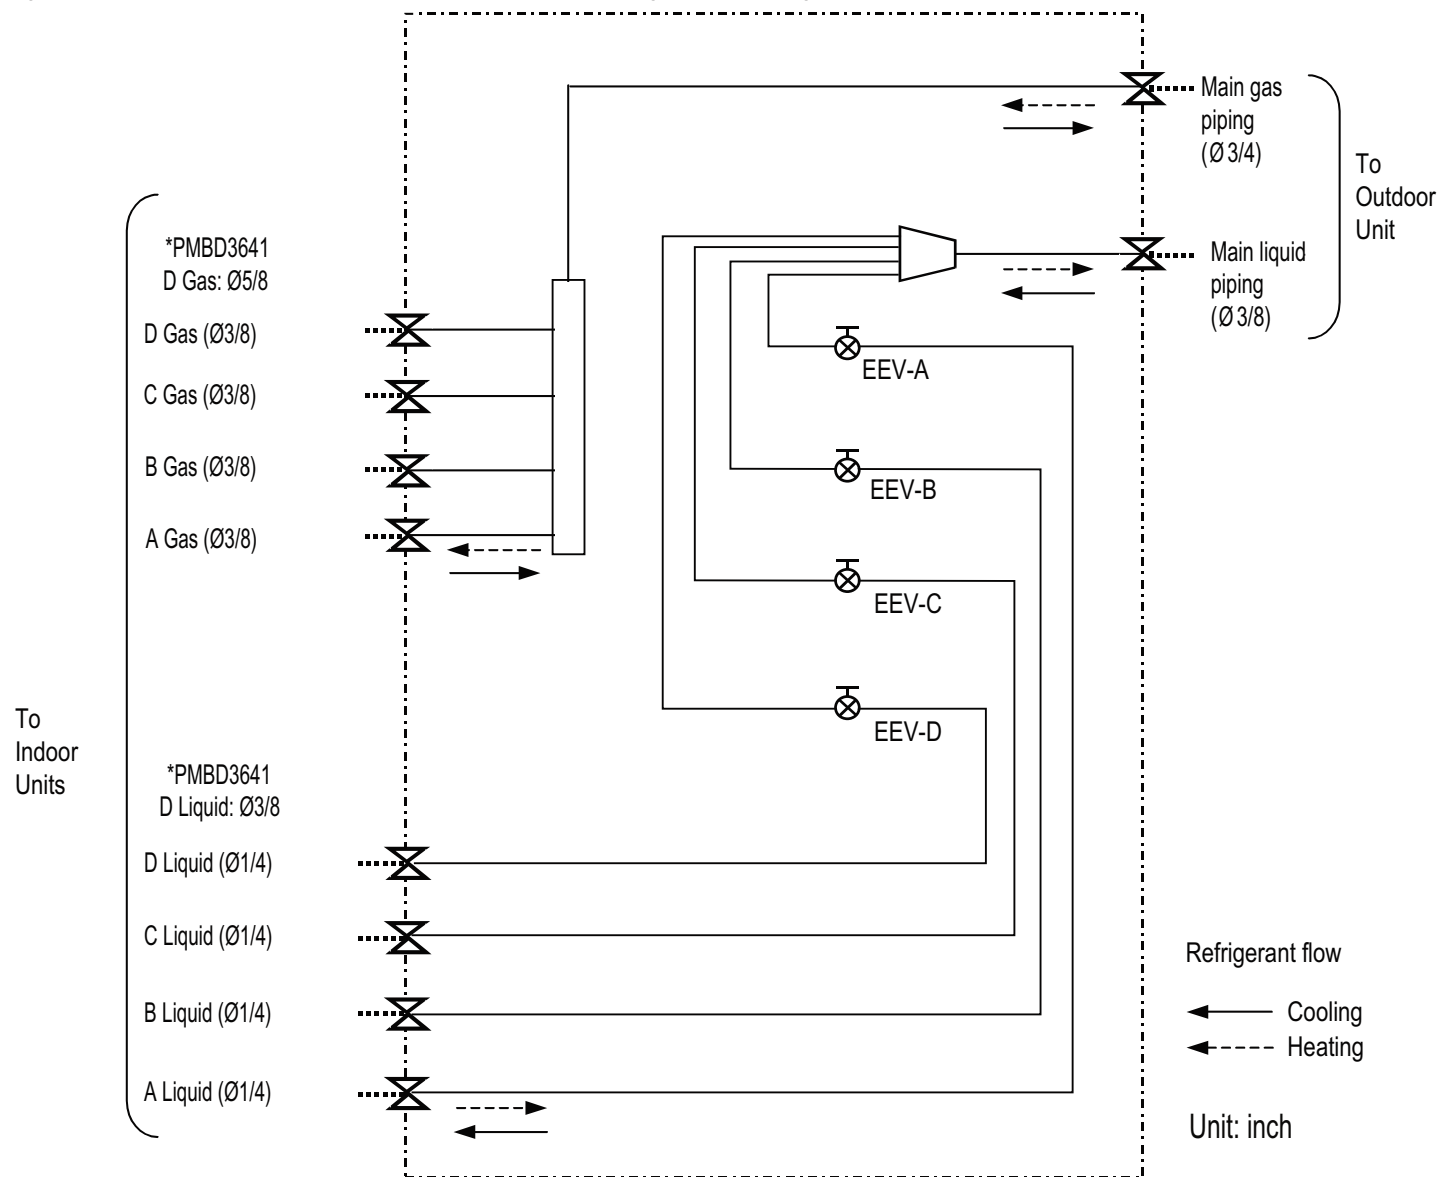 Main gas
piping
(Ø 3/4)
To
Outdoor
Unit
Main liquid
piping
(Ø 3/8)
*PMBD3641
D Gas: Ø5/8
D Gas (Ø3/8)
C Gas (Ø3/8)
B Gas (Ø3/8)
A Gas (Ø3/8)
EEV-A
EEV-B
EEV-C
EEV-D
To
Indoor
Units
*PMBD3641
D Liquid: Ø3/8
D Liquid (Ø1/4)
C Liquid (Ø1/4)
B Liquid (Ø1/4)
A Liquid (Ø1/4)
Refrigerant flow
Cooling
Heating
Unit: inch